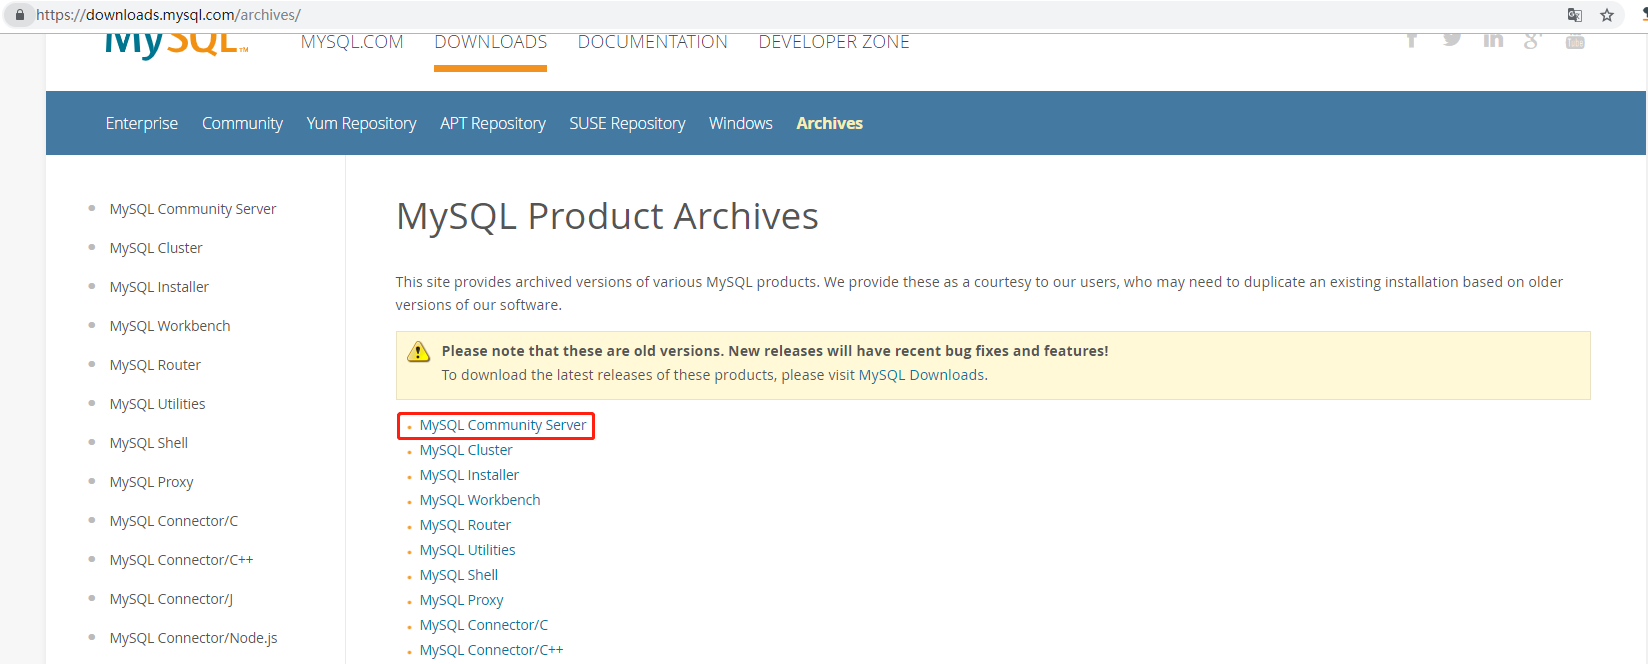 https://downloads.mysql.com/archives/
MySQL™
MYSQL.COM DOWNLOADS DOCUMENTATION DEVELOPER ZONE
Enterprise Community Yum Repository APT Repository SUSE Repository Windows Archives
MySQL Community Server
MySQL Cluster
MySQL Installer
MySQL Workbench
MySQL Router
MySQL Utilities
MySQL Shell
MySQL Proxy
MySQL Connector/C
MySQL Connector/C++
MySQL Connector/J
MySQL Connector/Node.js
MySQL Product Archives
This site provides archived versions of various MySQL products. We provide these as a courtesy to our users, who may need to duplicate an existing installation based on older
versions of our software.
Please note that these are old versions. New releases will have recent bug fixes and features!
To download the latest releases of these products, please visit MySQL Downloads.
MySQL Community Server
MySQL Cluster
MySQL Installer
MySQL Workbench
MySQL Router
MySQL Utilities
MySQL Shell
MySQL Proxy
MySQL Connector/C
MySQL Connector/C++